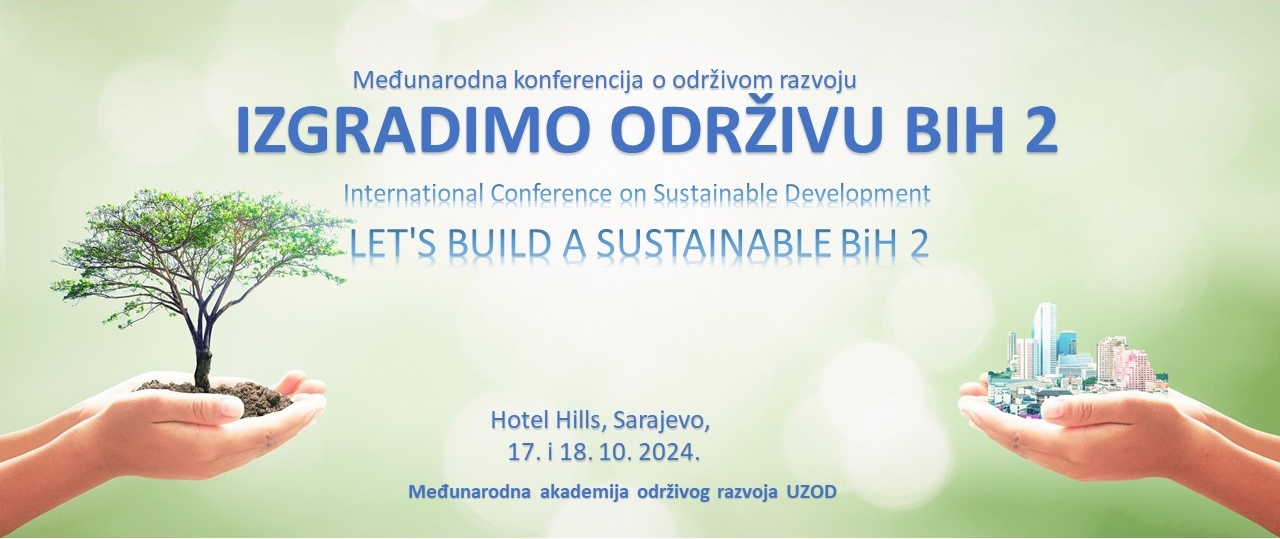 Međunarodna konferencija o održivom razvoju
IZGRADIMO ODRŽIVU BIH 2
International Conference on Sustainable Development
LET'S BUILD A SUSTAINABLE BiH 2
Hotel Hills, Sarajevo,
17. i 18. 10. 2024.
Međunarodna akademija održivog razvoja UZOD